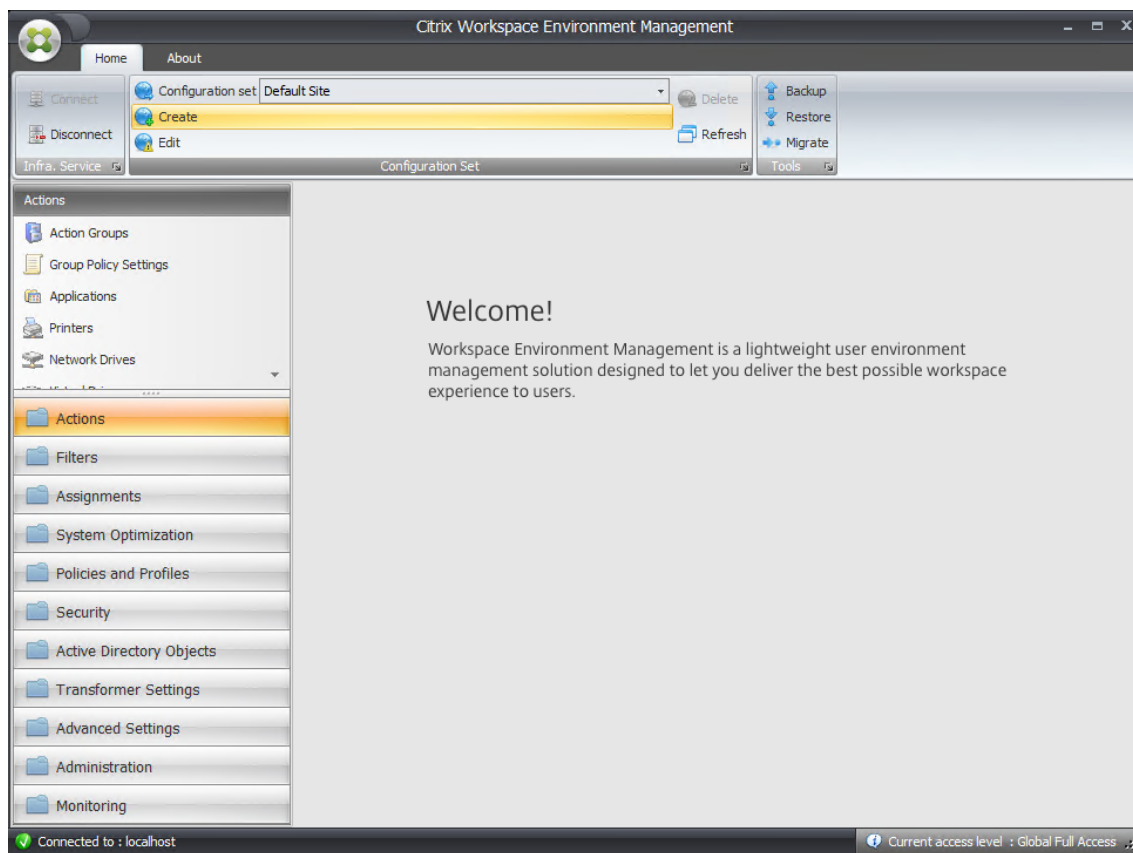 Citrix Workspace Environment Management
Home About
Connect
Disconnect
Infra. Service
Configuration set Default Site
Create
Edit
Delete
Refresh
Configuration Set
Backup
Restore
Migrate
Tools
Actions
Action Groups
Group Policy Settings
Applications
Printers
Network Drives
Actions
Filters
Assignments
System Optimization
Policies and Profiles
Security
Active Directory Objects
Transformer Settings
Advanced Settings
Administration
Monitoring
Welcome!
Workspace Environment Management is a lightweight user environment
management solution designed to let you deliver the best possible workspace
experience to users.
Connected to : localhost
Current access level : Global Full Access